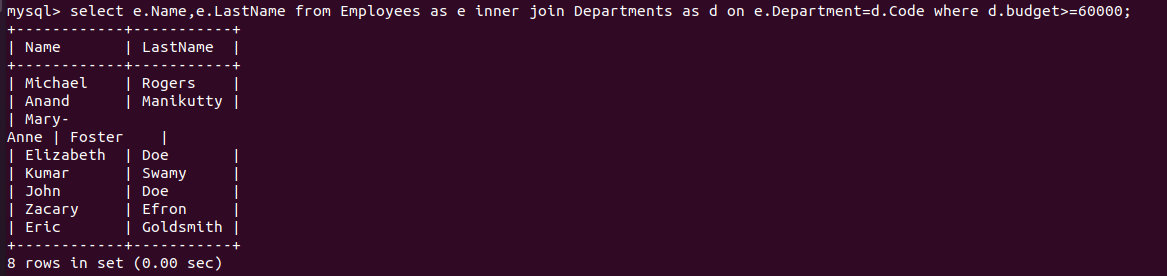 mysql> select e.Name,e.LastName from Employees as e inner join Departments as d on e.Department=d.Code where d.budget>=60000;
+------------+-----------+
| Name       | LastName  |
+------------+-----------+
| Michael    | Rogers    |
| Anand      | Manikutty |
| Mary-
Anne | Foster    |
| Elizabeth  | Doe       |
| Kumar      | Swamy     |
| John       | Doe       |
| Zacary     | Efron     |
| Eric       | Goldsmith |
+------------+-----------+
8 rows in set (0.00 sec)